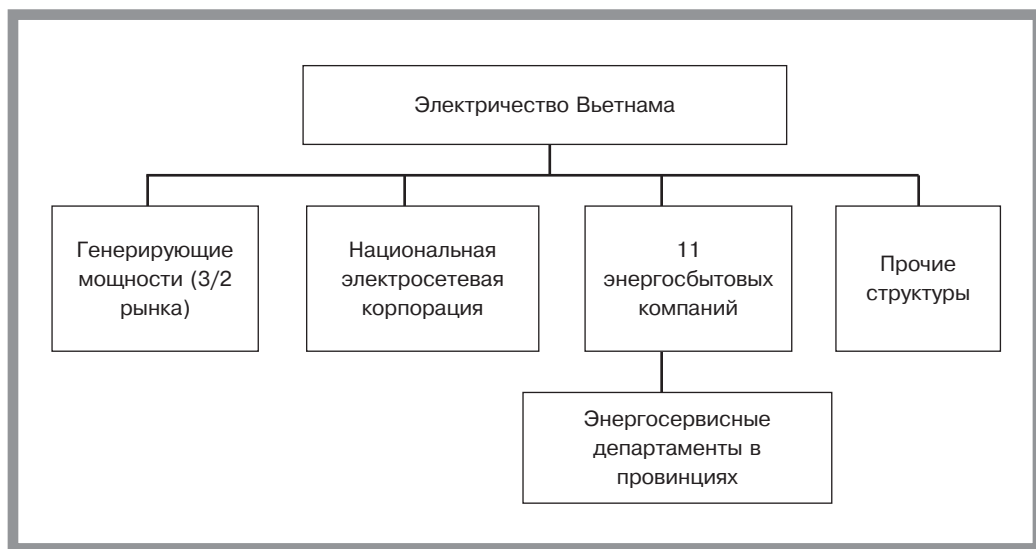 Электричество Вьетнама
Генерирующие
мощности (3/2
рынка)
Национальная
электросетевая
корпорация
11
энергосбытовых
компаний
Прочие
структуры
Энергосервисные
департаменты в
провинциях